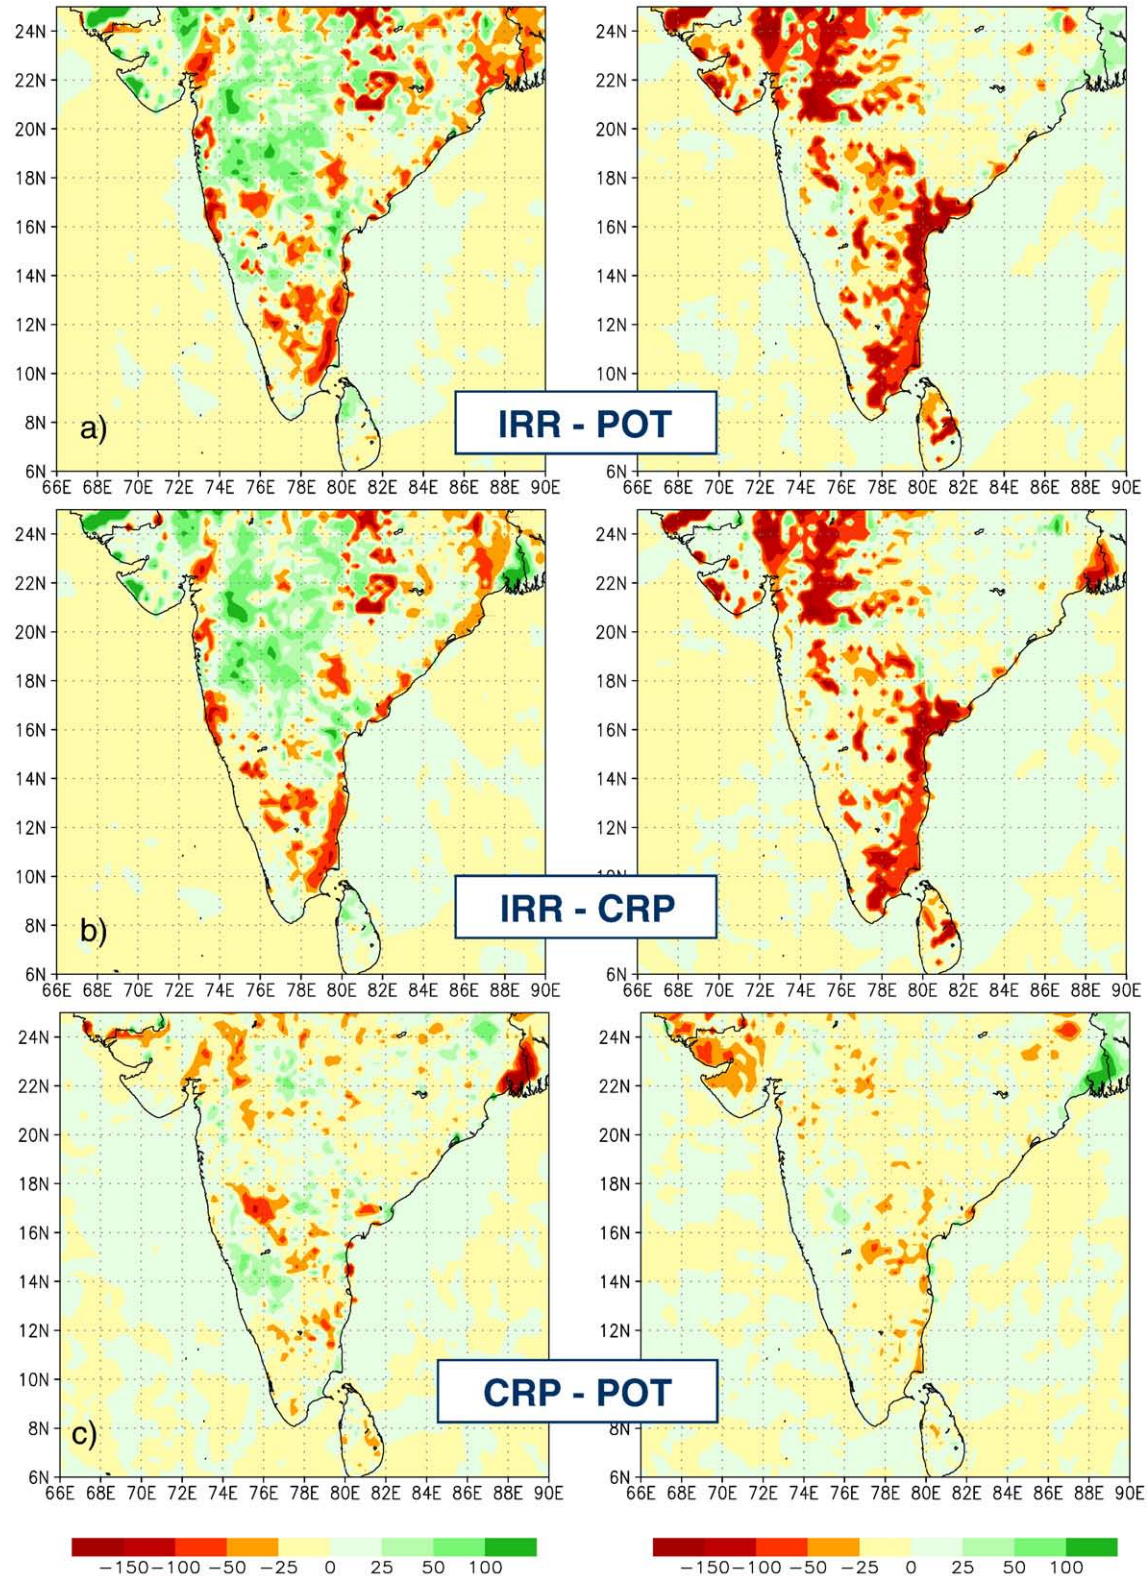 24N 24N
22N 22N
20N 20N
18N 18N
16N 16N
14N 14N
12N 12N
10N 10N
IRR - POT
a)
8N 8N
6N 6N
66E 68E 70E 72E 74E 76E 78E 80E 82E 84E 86E 88E 90E 66E 68E 70E 72E 74E 76E 78E 80E 82E 84E 86E 88E 90E
24N 24N
22N 22N
20N 20N
18N 18N
16N 16N
14N 14N
12N 12N
10N 10N
IRR - CRP
b)
8N 8N
6N 6N
66E 68E 70E 72E 74E 76E 78E 80E 82E 84E 86E 88E 90E 66E 68E 70E 72E 74E 76E 78E 80E 82E 84E 86E 88E 90E
24N 24N
22N 22N
20N 20N
18N 18N
16N 16N
14N 14N
12N 12N
10N 10N
CRP - POT
c)
8N 8N
6N 6N
66E 68E 70E 72E 74E 76E 78E 80E 82E 84E 86E 88E 90E 66E 68E 70E 72E 74E 76E 78E 80E 82E 84E 86E 88E 90E
-150 -100 -50 -25 0 25 50 100 -150 -100 -50 -25 0 25 50 100